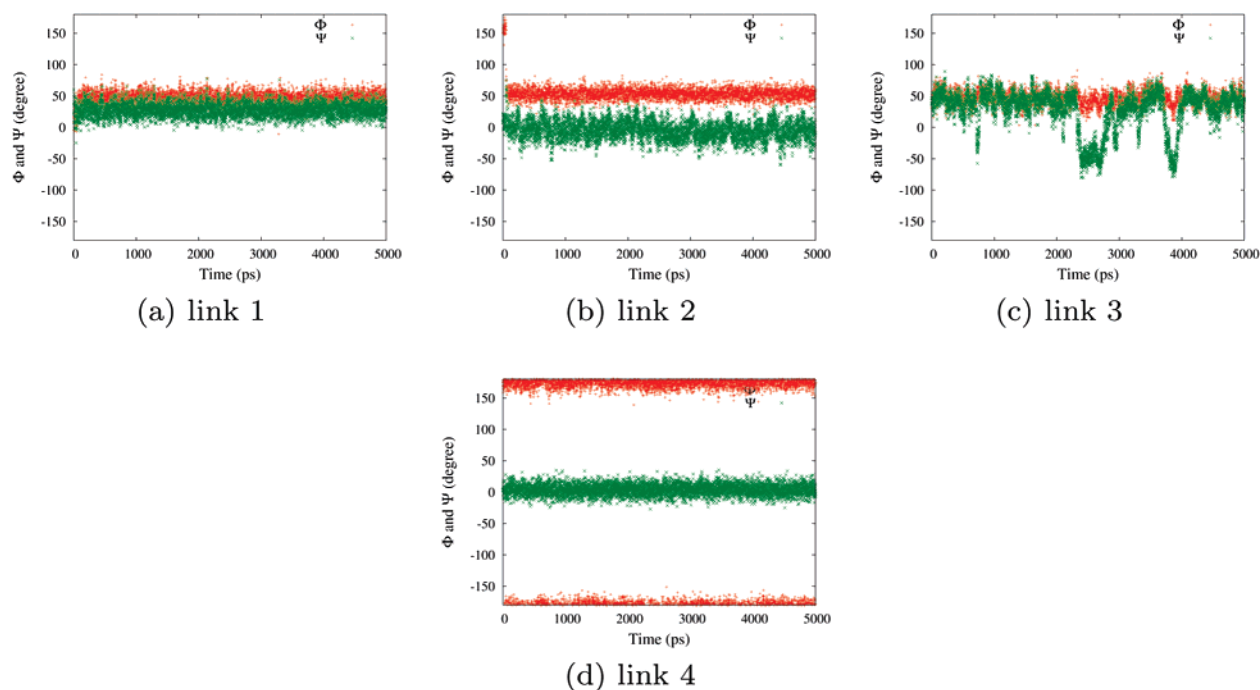 Φ and Ψ (degree)
150
100
50
0
-50
-100
-150
Φ
Ψ
0 1000 2000 3000 4000 5000
Time (ps)
(a) link 1
Φ and Ψ (degree)
150
100
50
0
-50
-100
-150
Φ
Ψ
0 1000 2000 3000 4000 5000
Time (ps)
(b) link 2
Φ and Ψ (degree)
150
100
50
0
-50
-100
-150
Φ
Ψ
0 1000 2000 3000 4000 5000
Time (ps)
(c) link 3
Φ and Ψ (degree)
150
100
50
0
-50
-100
-150
Φ
Ψ
0 1000 2000 3000 4000 5000
Time (ps)
(d) link 4